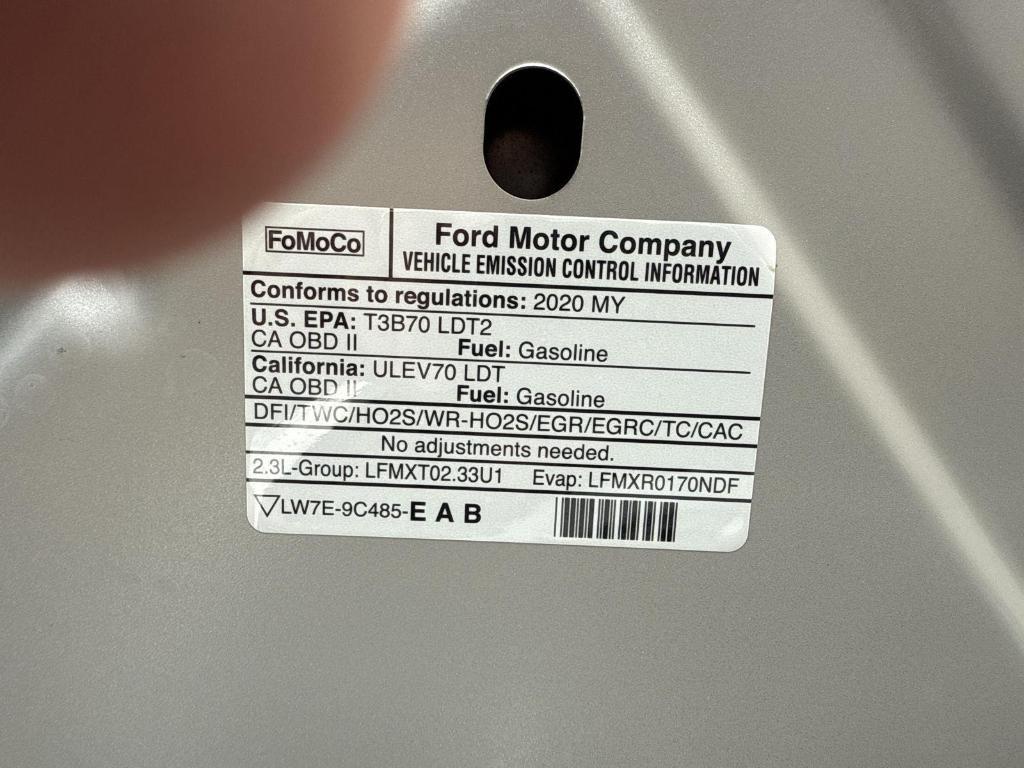 FoMoCo
Ford Motor Company
VEHICLE EMISSION CONTROL INFORMATION
Conforms to regulations: 2020 MY
U.S. EPA: T3B70 LDT2
CA OBD II Fuel: Gasoline
California: ULEV70 LDT
CA OBD II Fuel: Gasoline
DFI/TWC/HO2S/WR-HO2S/EGR/EGRC/TC/CAC
No adjustments needed.
2.3L-Group: LFMXT02.33U1 Evap: LFMXR0170NDF
LW7E-9C485-E A B